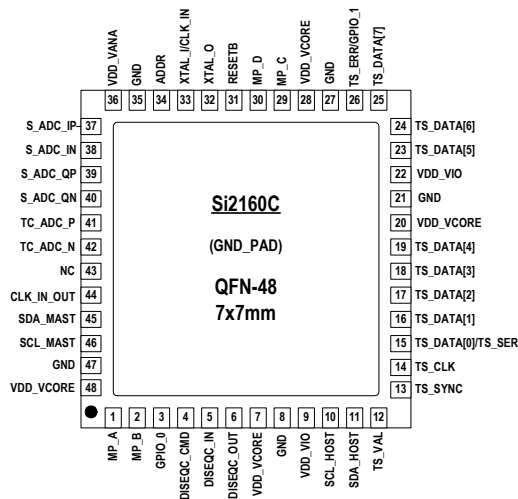 VDD_VANA
GND
ADDR
XTAL_I/CLK_IN
XTAL_O
RESETB
MP_D
MP_C
VDD_VCORE
GND
TS_ERR/GPIO_1
TS_DATA[7]
36 35 34 33 32 31 30 29 28 27 26 25
S_ADC_IP 37
S_ADC_IN 38
S_ADC_QP 39
S_ADC_QN 40
TC_ADC_P 41
TC_ADC_N 42
NC 43
CLK_IN_OUT 44
SDA_MAST 45
SCL_MAST 46
GND 47
VDD_VCORE 48
Si2160C
(GND_PAD)
QFN-48
7x7mm
24 TS_DATA[6]
23 TS_DATA[5]
22 VDD_VIO
21 GND
20 VDD_VCORE
19 TS_DATA[4]
18 TS_DATA[3]
17 TS_DATA[2]
16 TS_DATA[1]
15 TS_DATA[0]/TS_SER
14 TS_CLK
13 TS_SYNC
1 2 3 4 5 6 7 8 9 10 11 12
MP_A
MP_B
GPIO_0
DISEQC_CMD
DISEQC_IN
DISEQC_OUT
VDD_VCORE
GND
VDD_VIO
SCL_HOST
SDA_HOST
TS_VAL